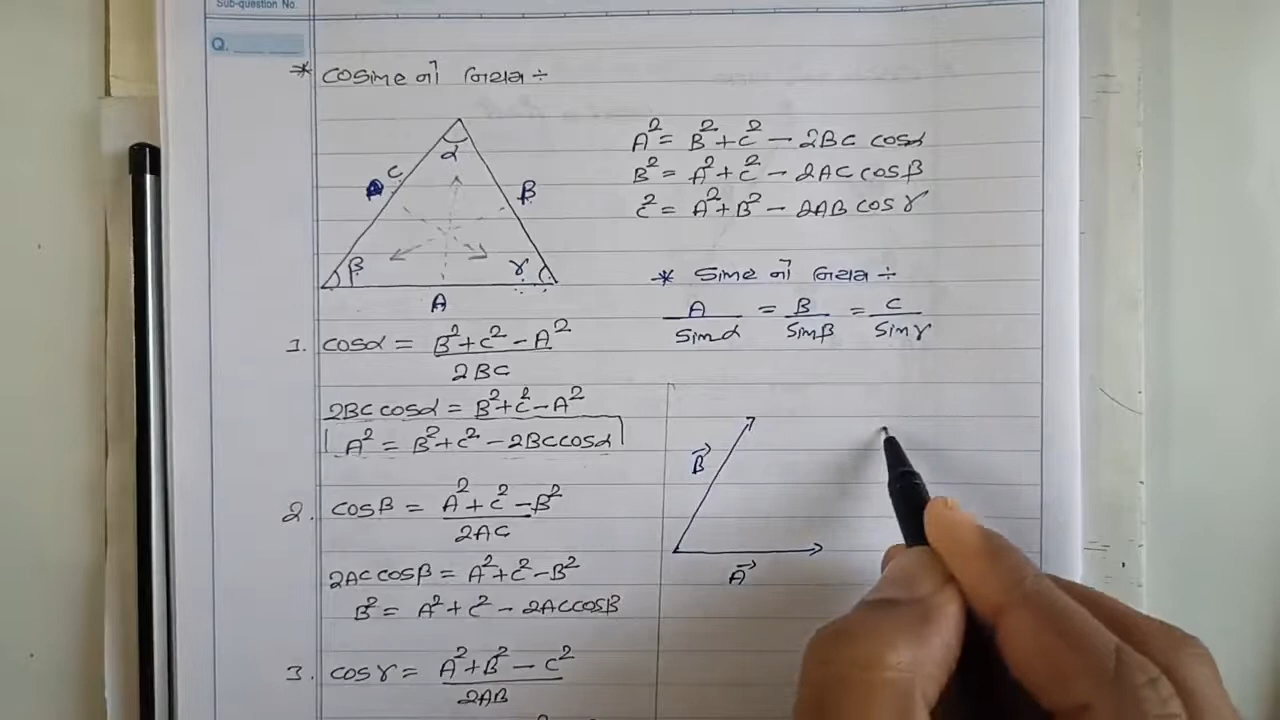 Sub-question No.
Q.
* cosine નો નિયમ ÷
α
C
B
β
γ
A
A² = B² + C² - 2BC cosα
B² = A² + C² - 2AC cosβ
C² = A² + B² - 2AB cosγ
* Sine નો નિયમ ÷
A/Sinα = B/Sinβ = C/Sinγ
1. cosα = B² + C² - A² / 2BC
2BC cosα = B² + C² - A²
A² = B² + C² - 2BC cosα
2. cosβ = A² + C² - B² / 2AC
2AC cosβ = A² + C² - B²
B² = A² + C² - 2AC cosβ
3. cosγ = A² + B² - C² / 2AB
B⃗
A⃗